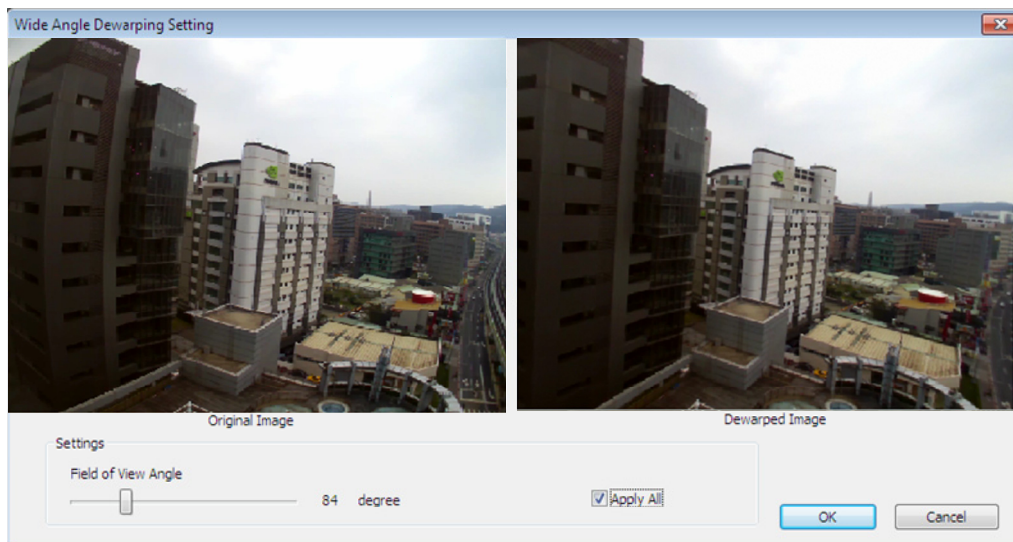 Wide Angle Dewarping Setting
Original Image
Dewarped Image
Settings
Field of View Angle
84 degree
Apply All
OK
Cancel